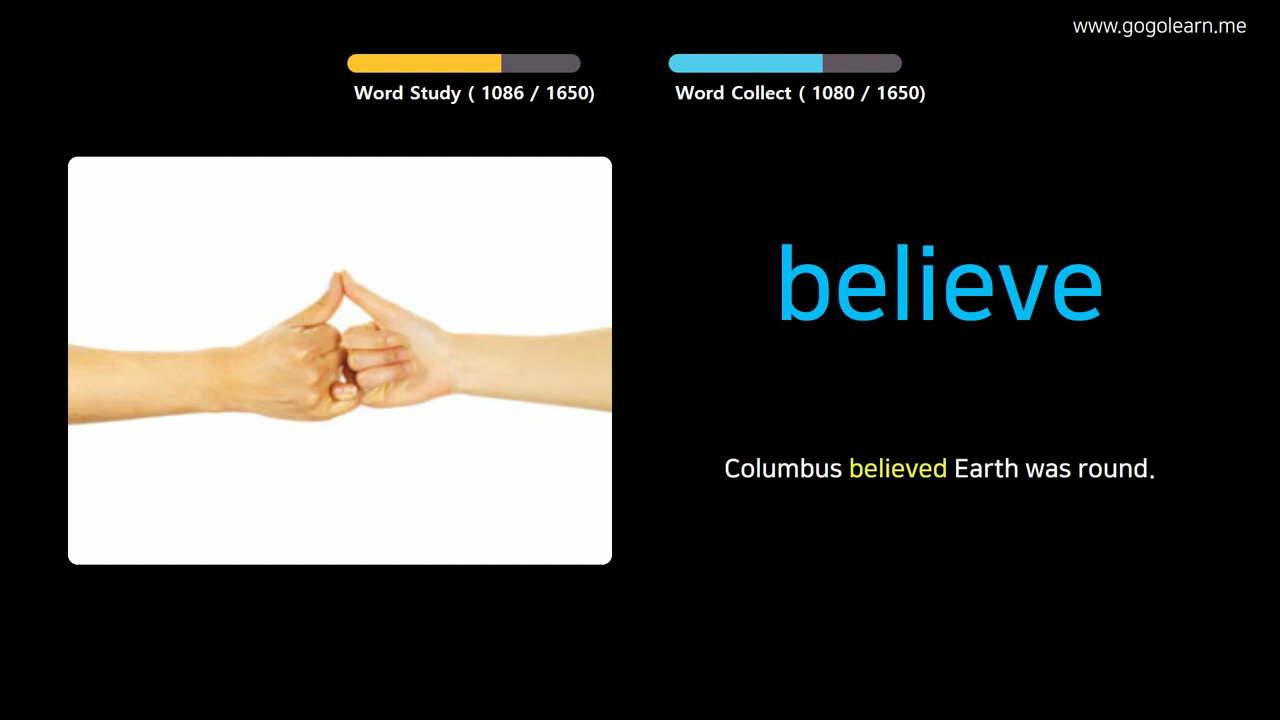 www.gogolearn.me
Word Study ( 1086 / 1650)
Word Collect ( 1080 / 1650)
believe
Columbus believed Earth was round.